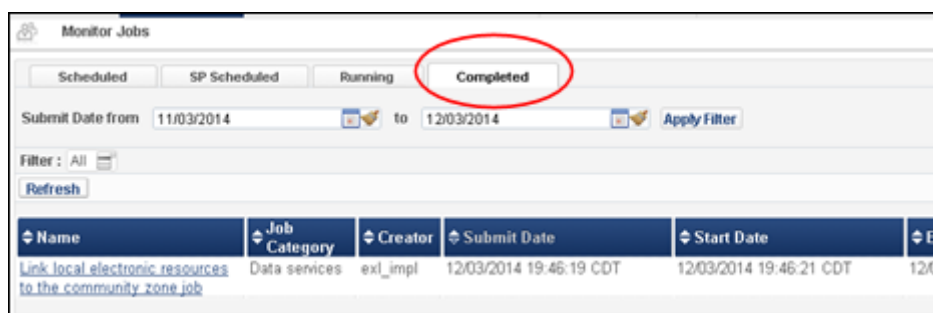 Monitor Jobs
Scheduled SP Scheduled Running Completed
Submit Date from 11/03/2014 to 12/03/2014 Apply Filter
Filter : All
Refresh
Name Job Category Creator Submit Date Start Date
Link local electronic resources Data services exl_impl 12/03/2014 19:46:19 CDT 12/03/2014 19:46:21 CDT
to the community zone job